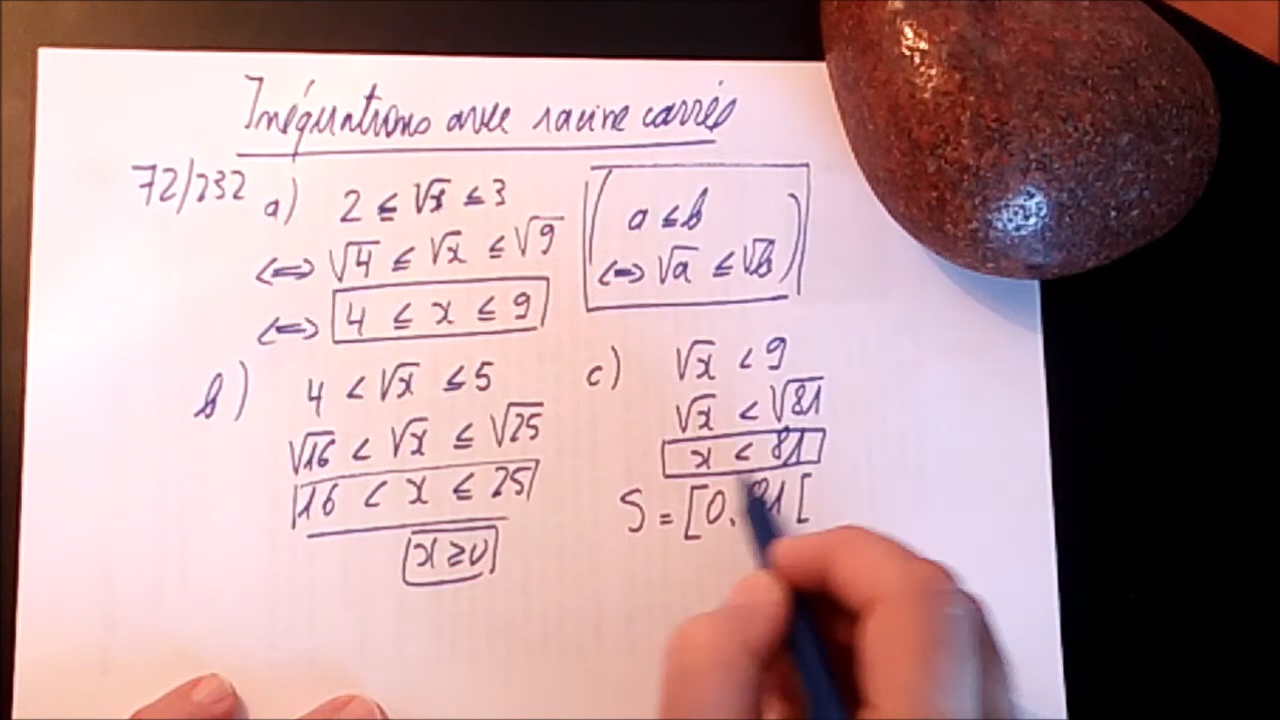 Inéquations avec racine carrés
72/232 a) 2 ≤ √x ≤ 3
⟺ √4 ≤ √x ≤ √9
⟺ 4 ≤ x ≤ 9
a ≤ b
⟺ √a ≤ √b
b) 4 < √x ≤ 5
√16 < √x ≤ √25
16 < x ≤ 25
x ≥ 0
c) √x < 9
√x < √81
x < 81
S = [0. 81 [